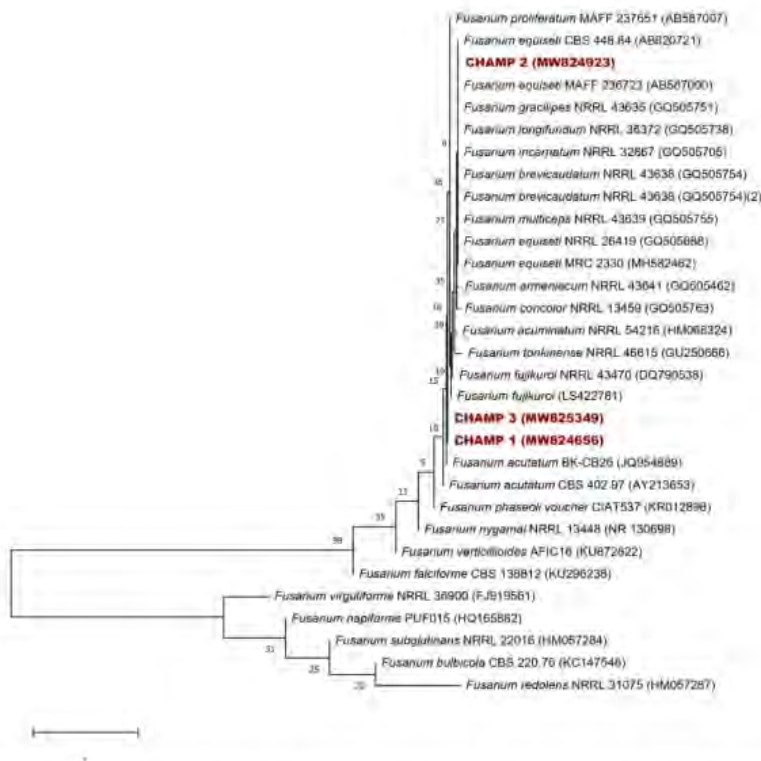 Fusarium proliferatum MAFF 237651 (AB587007)
Fusarium equiseti CBS 448.84 (AB820721)
CHAMP 2 (MW824923)
Fusarium equiseti MAFF 236723 (AB587000)
Fusarium gracilipes NRRL 43635 (GQ505751)
Fusarium NRRL 36372 (GQ505738)
Fusarium incarnatum NRRL 32867 (GQ505705)
Fusarium brevicaudatum NRRL 43638 (GQ505754)
Fusarium brevicaudatum NRRL 43638 (GQ505754)(2)
Fusarium multiceps NRRL 43639 (GQ505755)
Fusarium equiseti NRRL 26419 (GQ505688)
Fusarium equiseti MRC 2330 (MH582462)
Fusarium armeniacum NRRL 43641 (GQ505462)
Fusarium concolor NRRL 13459 (GQ505763)
Fusarium acuminatum NRRL 54216 (HM068324)
Fusarium tonkinense NRRL 46615 (GU250666)
Fusarium fujikuroi NRRL 43470 (DQ790538)
Fusarium fujikuroi (LS422781)
CHAMP 3 (MW825349)
CHAMP 1 (MW824656)
Fusarium acutatum BK-CB26 (JQ954889)
Fusarium acutatum CBS 402.97 (AY213653)
Fusarium phaseoli voucher CIAT537 (KR012898)
Fusarium nygamai NRRL 13448 (NR 130698)
Fusarium verticillioides AFIC16 (KU872822)
99
Fusarium falciforme CBS 138812 (KU296238)
Fusarium virguliforme NRRL 36900 (FJ919561)
Fusarium napiforme PUF015 (HQ165882)
31
Fusarium subglutinans NRRL 22016 (HM057284)
25
Fusarium bulbicola CBS 220.76 (KC147546)
Fusarium redolens NRRL 31075 (HM057287)